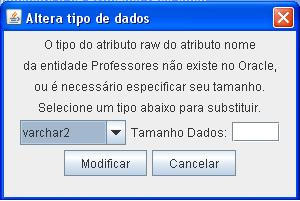 Altera tipo de dados
O tipo do atributo raw do atributo nome
da entidade Professores não existe no Oracle,
ou é necessário especificar seu tamanho.
Selecione um tipo abaixo para substituir.
varchar2 Tamanho Dados:
Modificar Cancelar